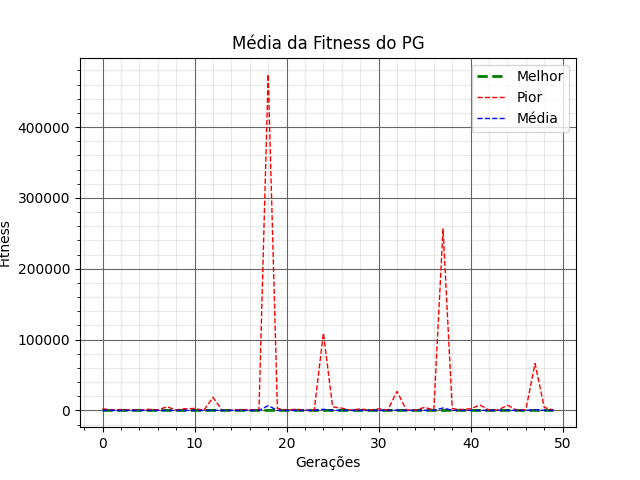 Média da Fitness do PG
Melhor
Pior
Média
Fitness
400000
300000
200000
100000
0
0 10 20 30 40 50
Gerações